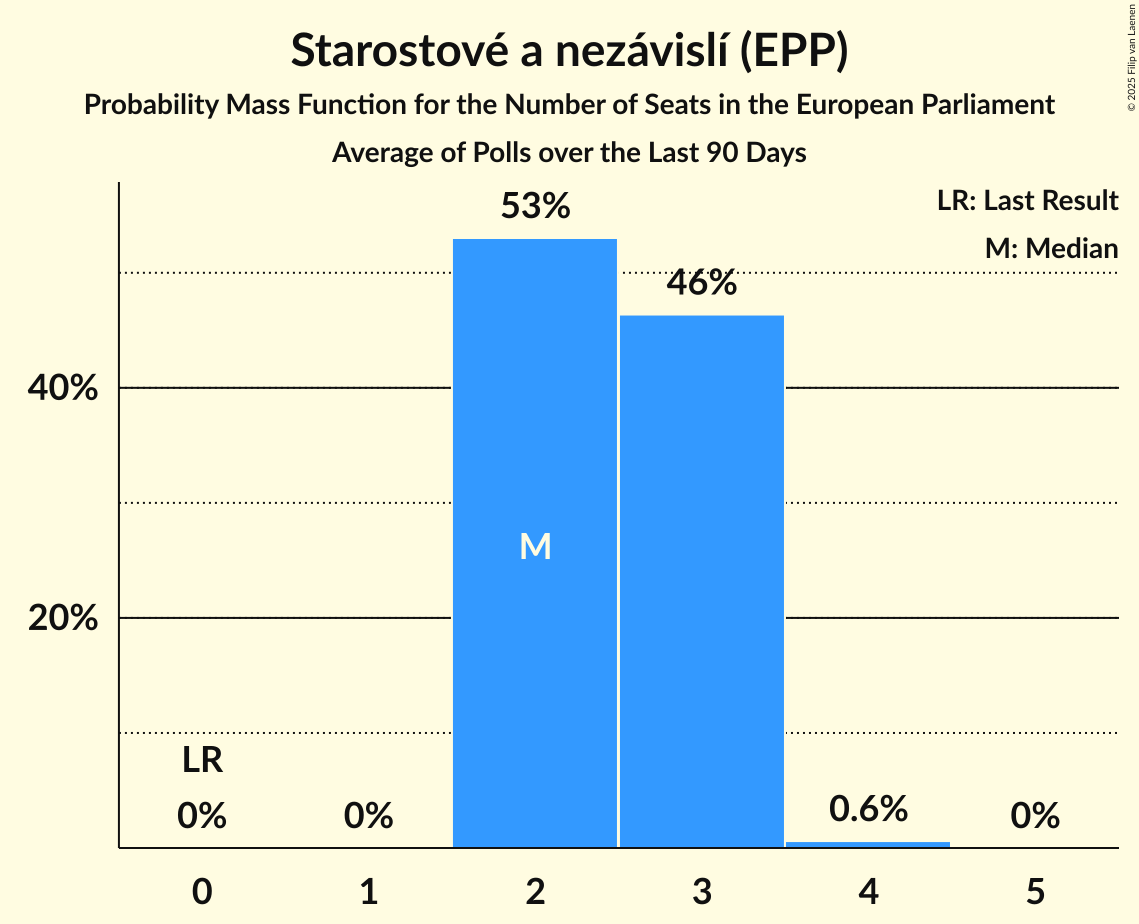 Starostové a nezávislí (EPP)
Probability Mass Function for the Number of Seats in the European Parliament
Average of Polls over the Last 90 Days
© 2025 Filip van Laenen
LR: Last Result
M: Median
53%
46%
40%
M
20%
LR
0%
0%
0.6%
0%
0
1
2
3
4
5